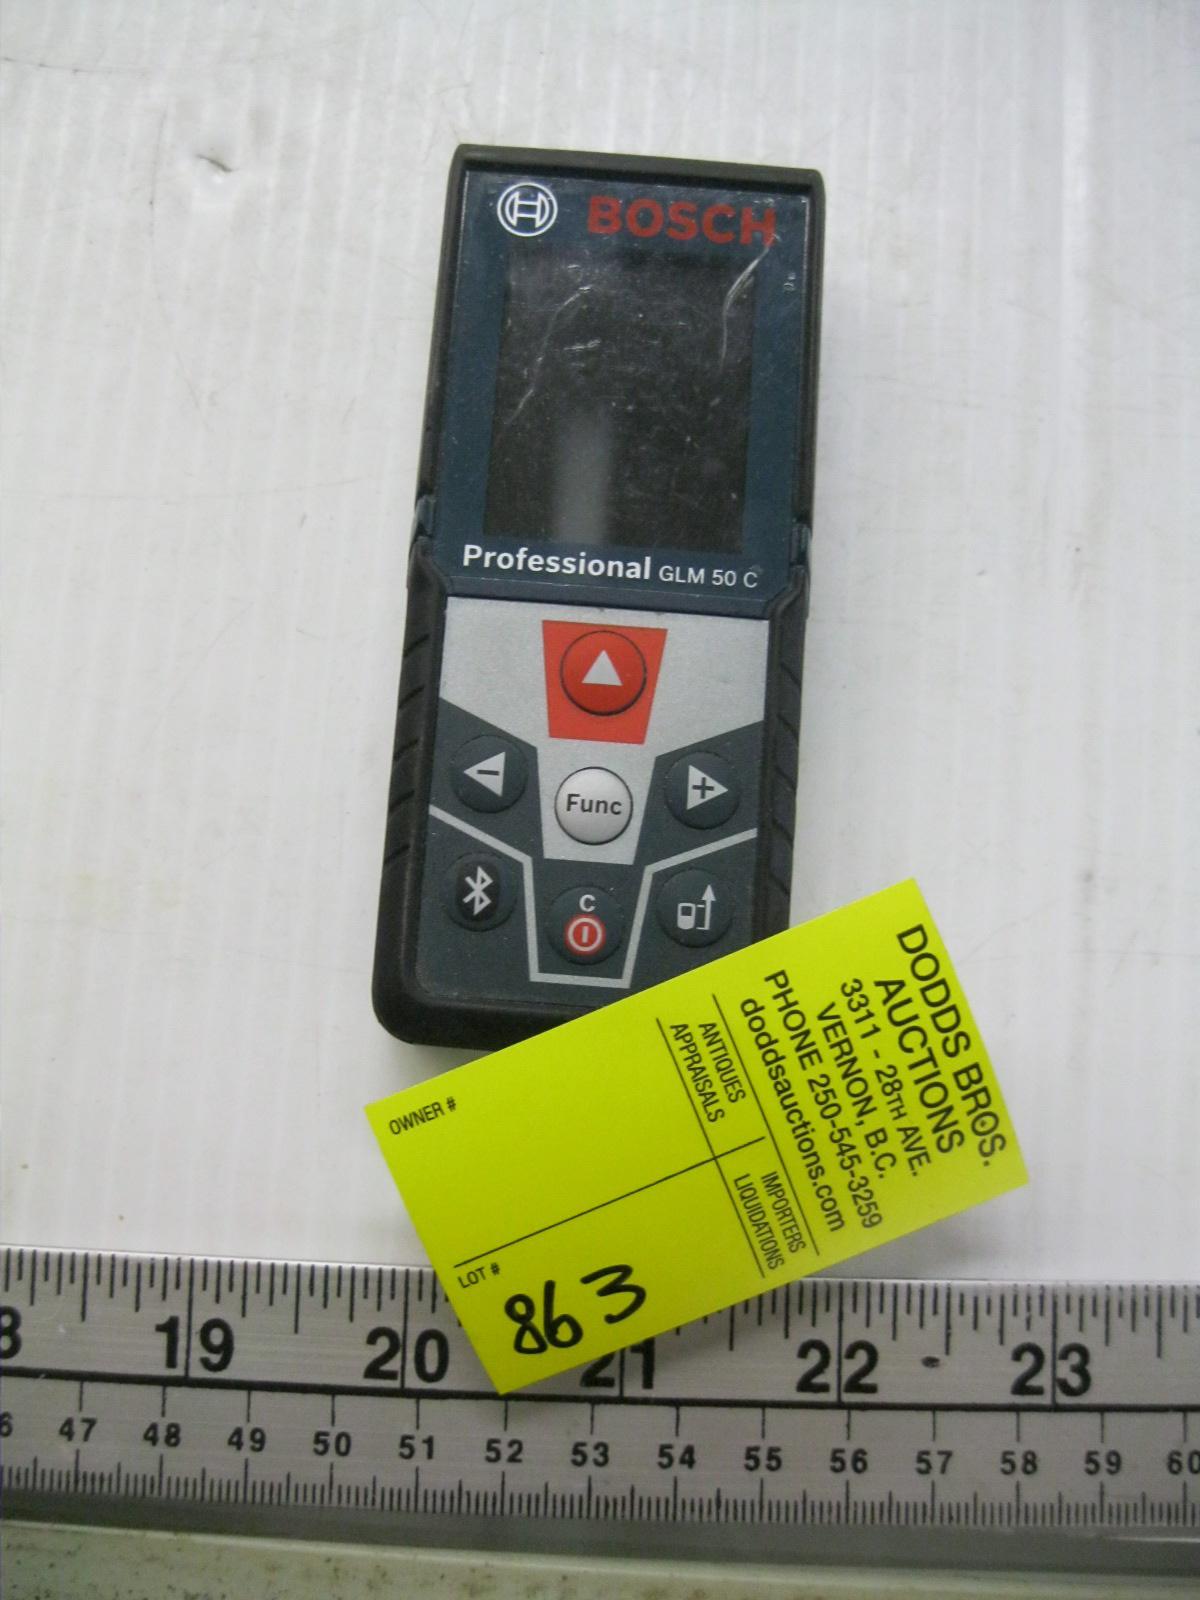 BOSCH
Professional GLM 50 C
Func
C
DODDS BROS.
AUCTIONS
3311 - 28TH AVE.
VERNON, B.C.
PHONE 250-545-3259
doddsauctions.com
ANTIQUES IMPORTERS
APPRAISALS LIQUIDATIONS
OWNER #
LOT #
863
19 20 21 22 23
47 48 49 50 51 52 53 54 55 56 57 58 59 60